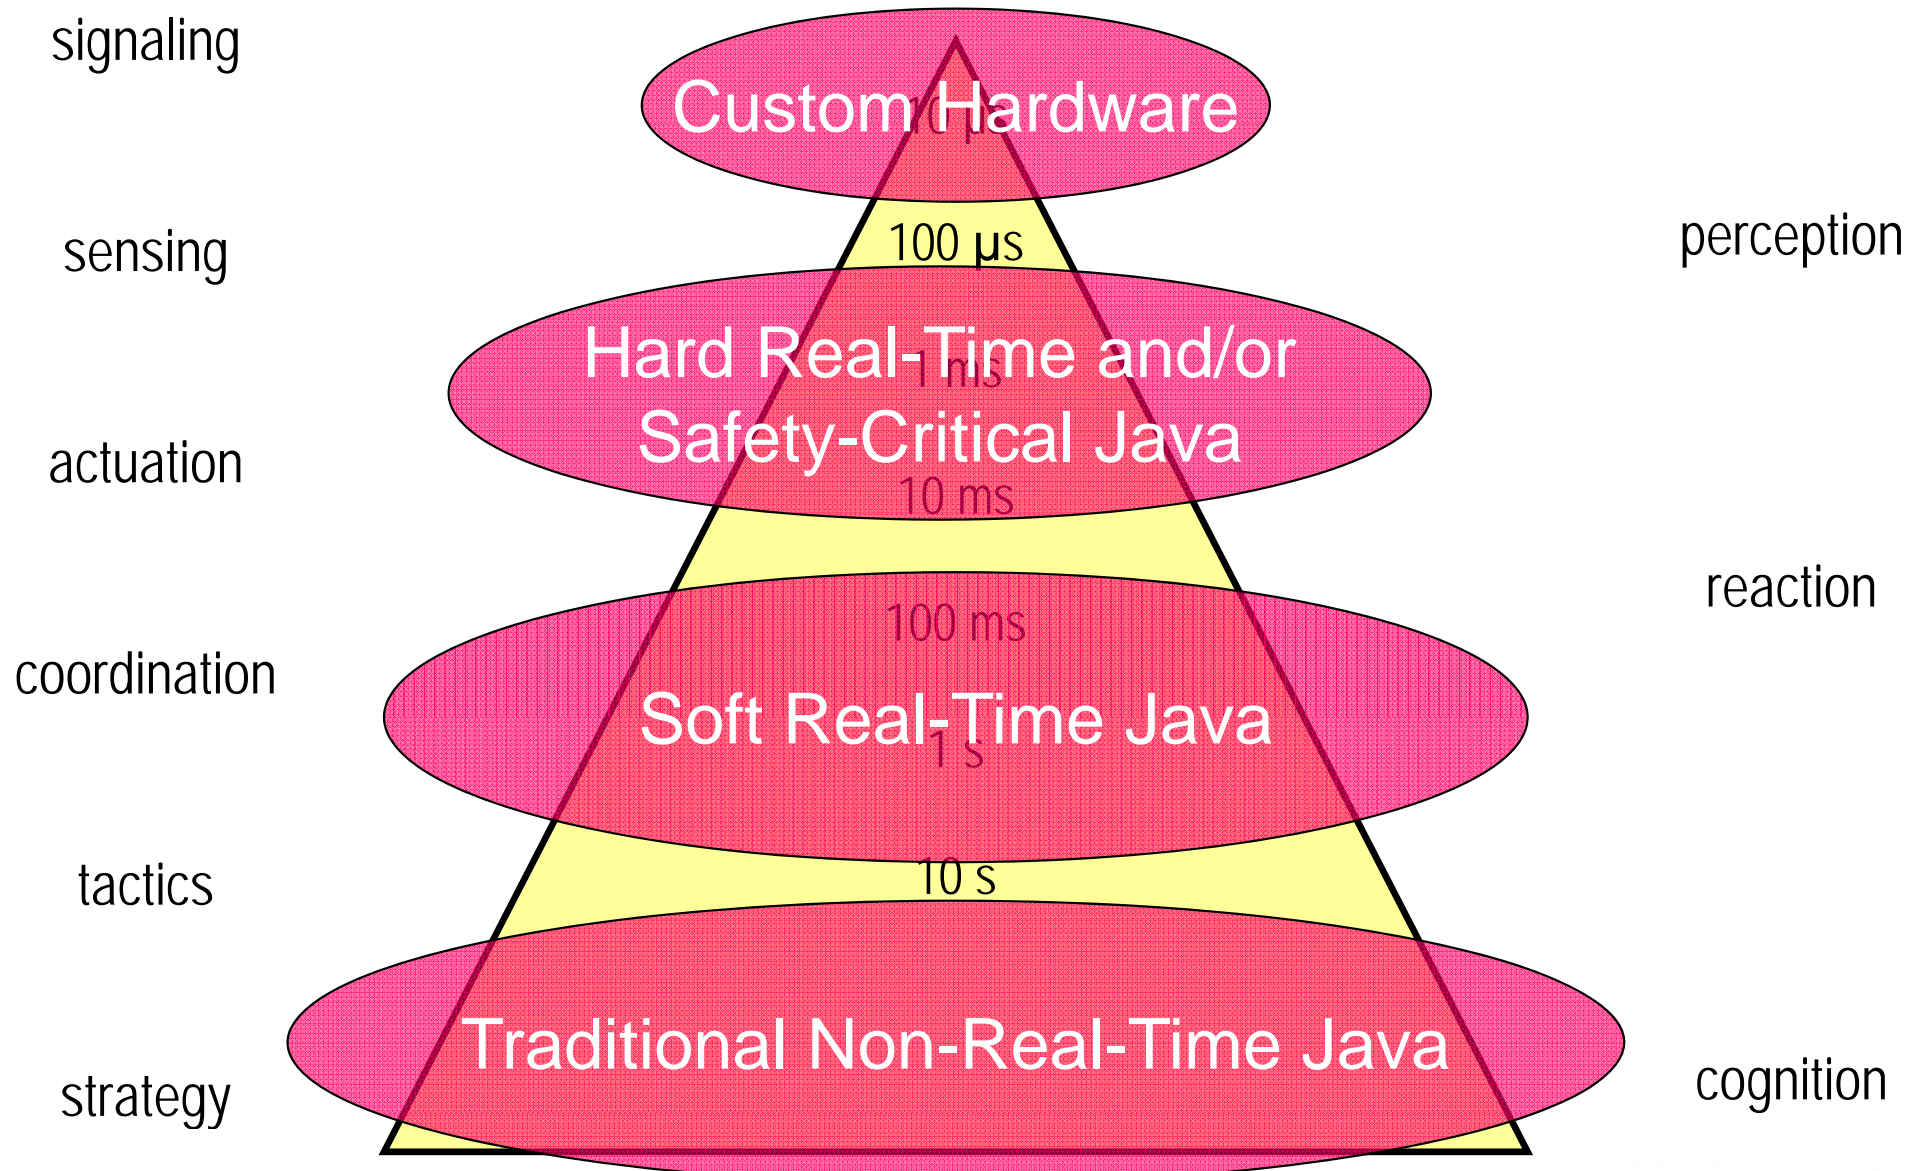 signaling
Custom Hardware
10 µs
sensing
100 µs
perception
Hard Real-Time and/or
1 ms
Safety-Critical Java
actuation
10 ms
reaction
100 ms
coordination
Soft Real-Time Java
1 s
tactics
10 s
Traditional Non-Real-Time Java
strategy
cognition